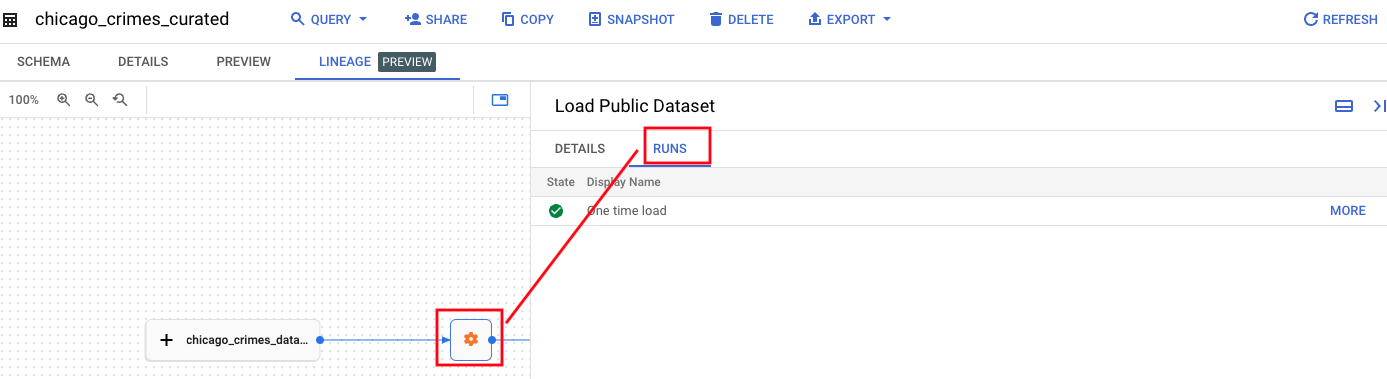 chicago_crimes_curated QUERY SHARE COPY SNAPSHOT DELETE EXPORT REFRESH
SCHEMA DETAILS PREVIEW LINEAGE PREVIEW
100%
Load Public Dataset
DETAILS RUNS
State Display Name
One time load MORE
chicago_crimes_data...